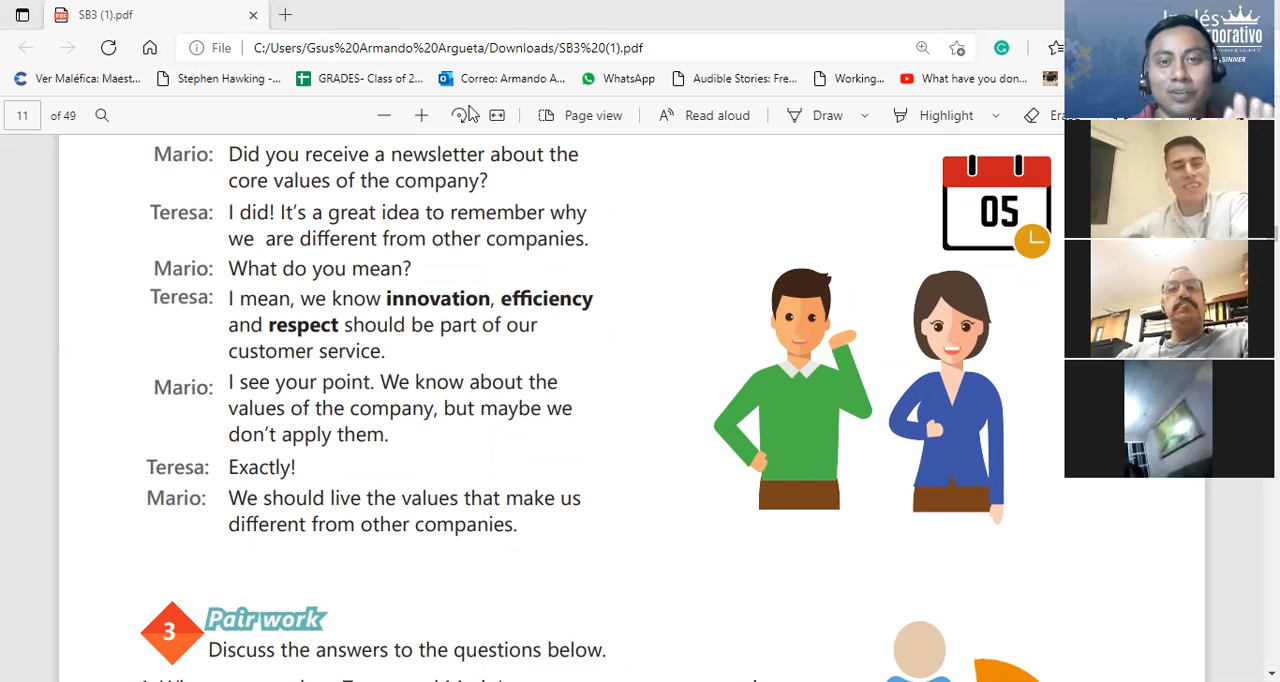 SB3 (1).pdf
File C:/Users/Gsus%20Armando%20Argueta/Downloads/SB3%20(1).pdf
Ver Maléfica: Maest... Stephen Hawking -... GRADES- Class of 2... Correo: Armando A... WhatsApp Audible Stories: Fre... Working... What have you don...
11 of 49 Page view Read aloud Draw Highlight
Mario: Did you receive a newsletter about the
core values of the company?
Teresa: I did! It's a great idea to remember why
we are different from other companies.
Mario: What do you mean?
Teresa: I mean, we know innovation, efficiency
and respect should be part of our
customer service.
Mario: I see your point. We know about the
values of the company, but maybe we
don't apply them.
Teresa: Exactly!
Mario: We should live the values that make us
different from other companies.
05
3 Pair work
Discuss the answers to the questions below.